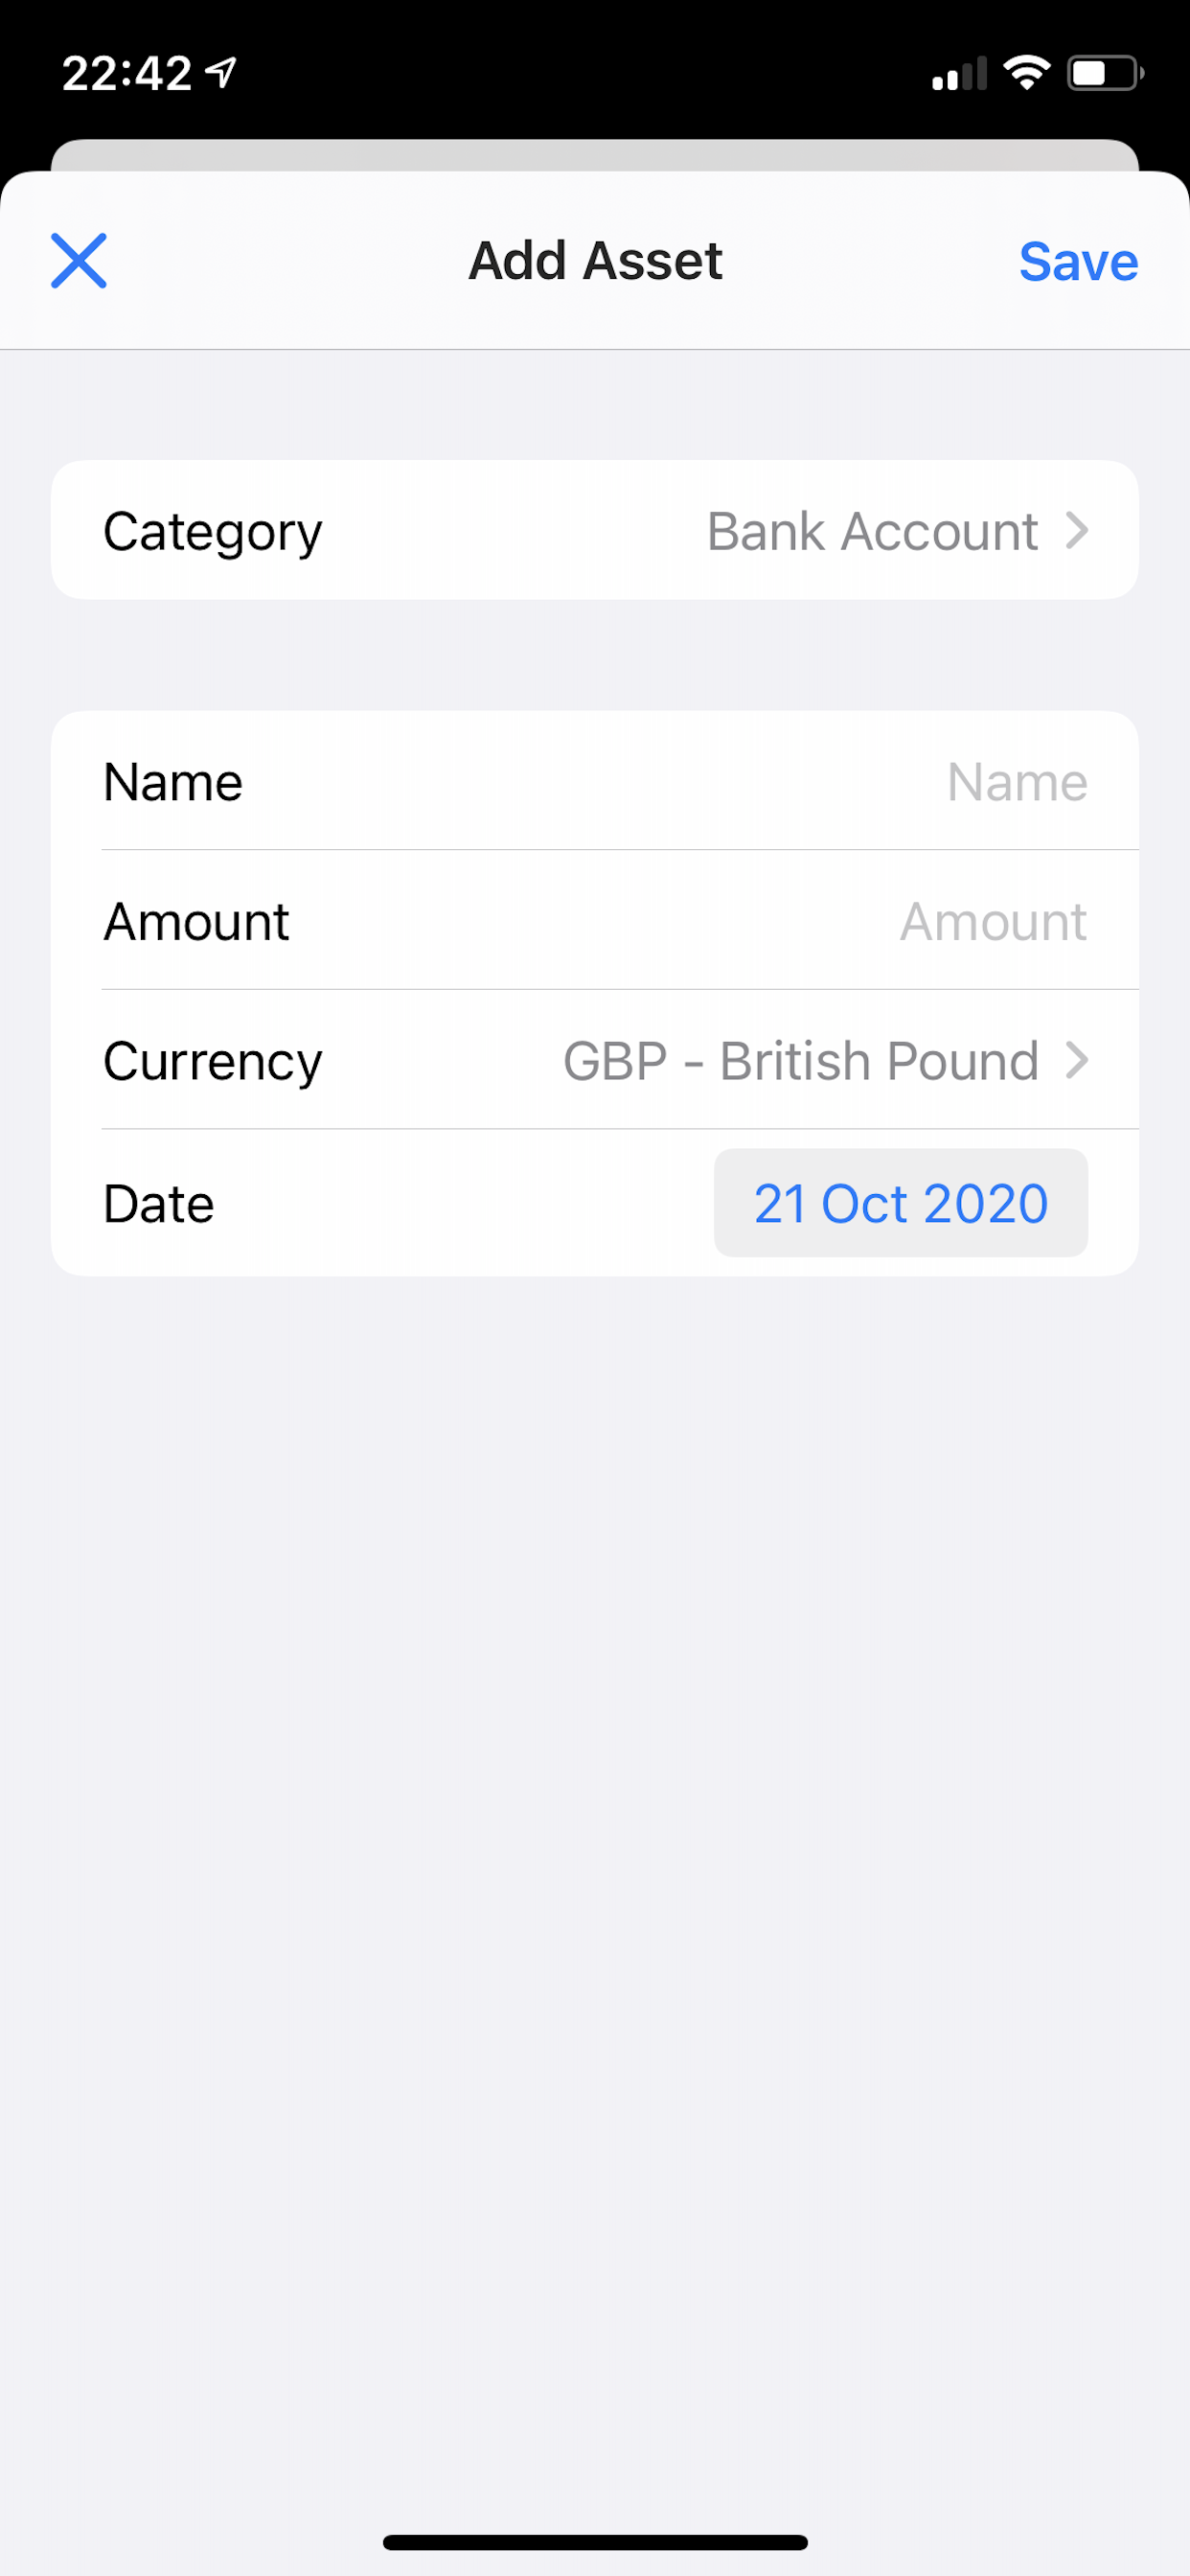 22:42
Add Asset
Save
Category
Bank Account
Name
Name
Amount
Amount
Currency
GBP - British Pound
Date
21 Oct 2020